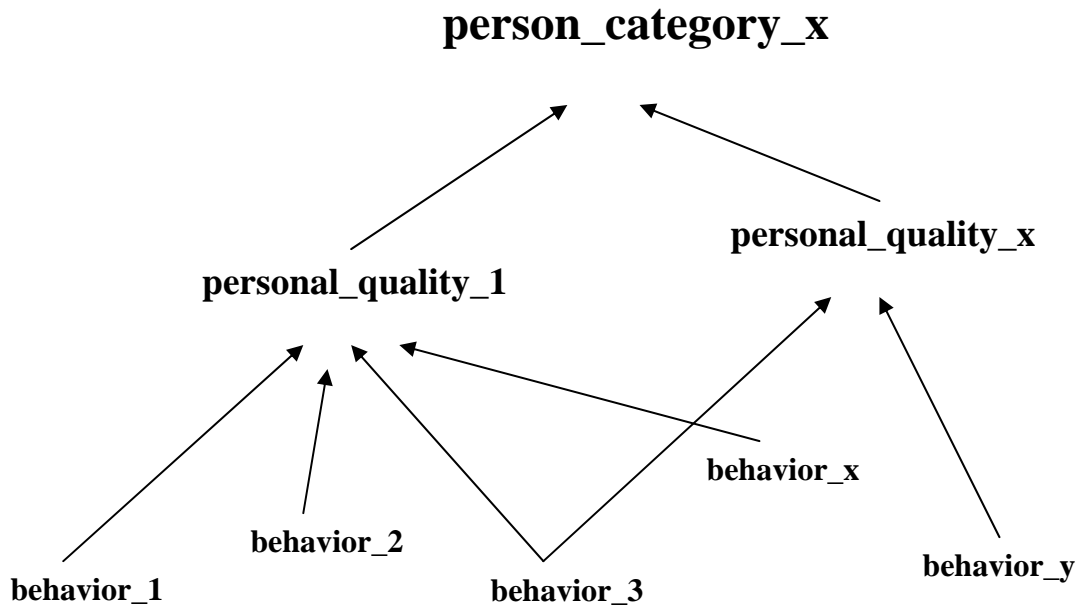 person_category_x
personal_quality_x
personal_quality_1
behavior_x
behavior_2
behavior_y
behavior_1
behavior_3